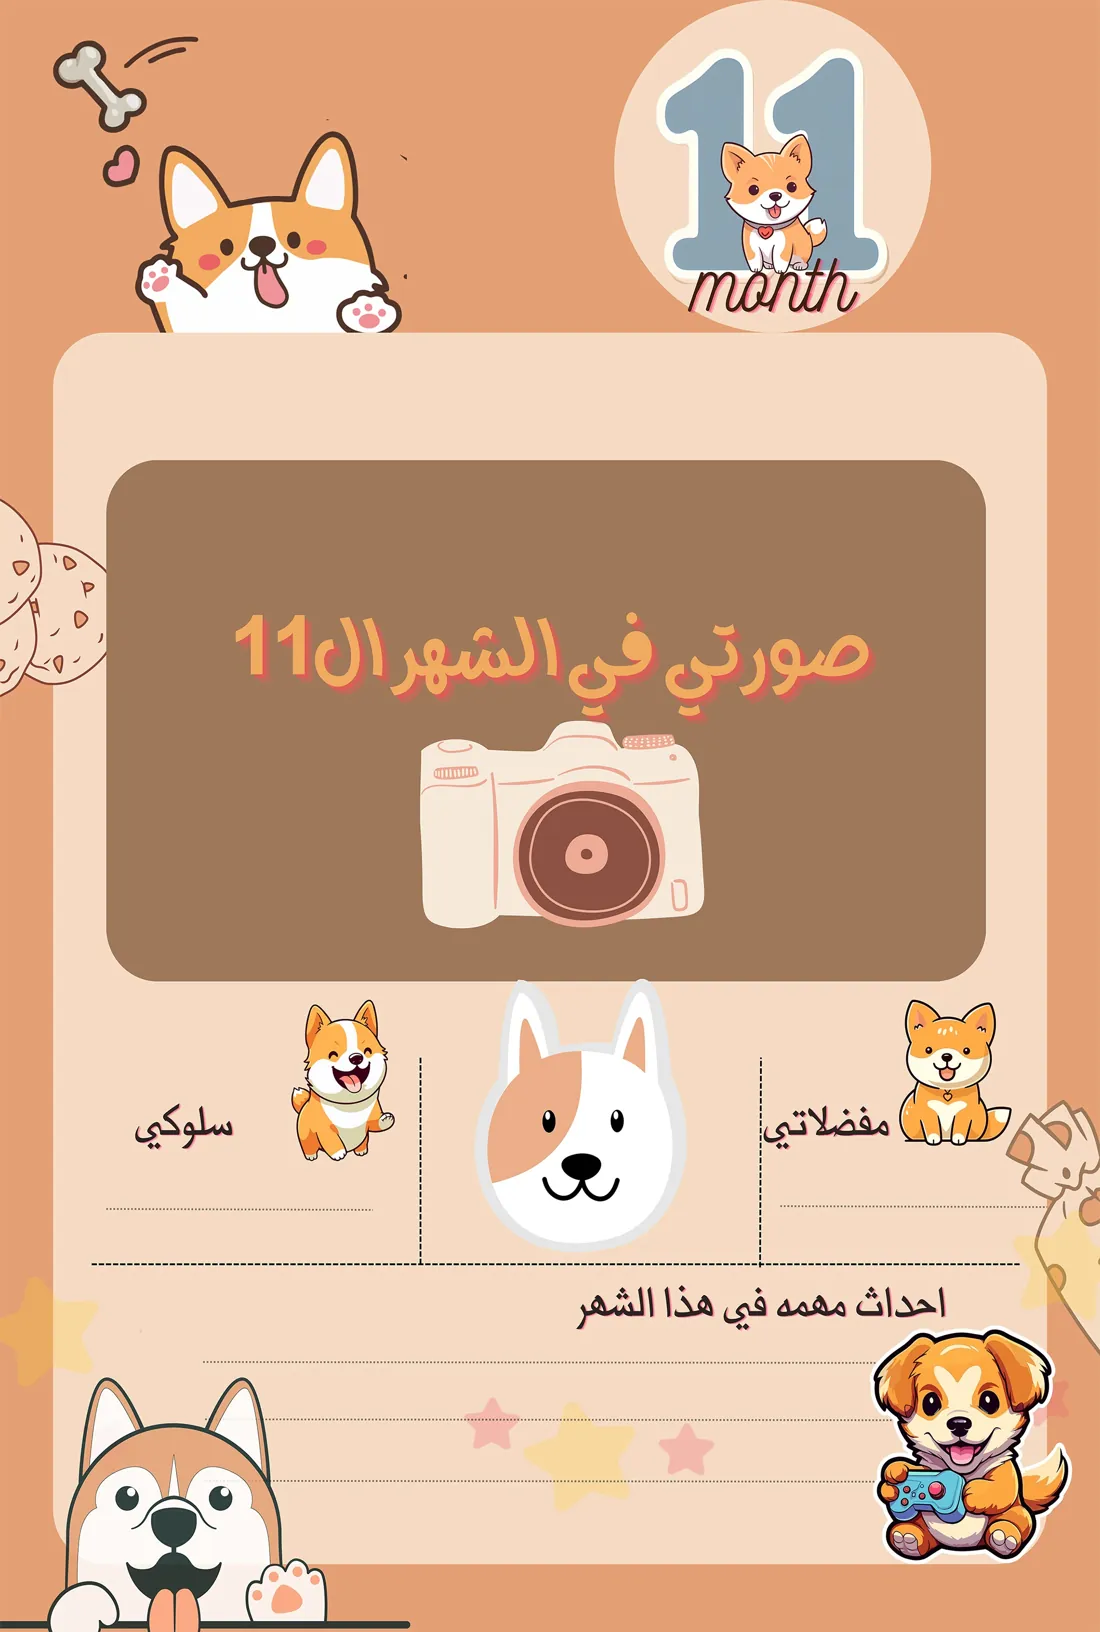 11
month
صورتي في الشهر ال11
مفضلاتي
سلوكي
احداث مهمه في هذا الشهر